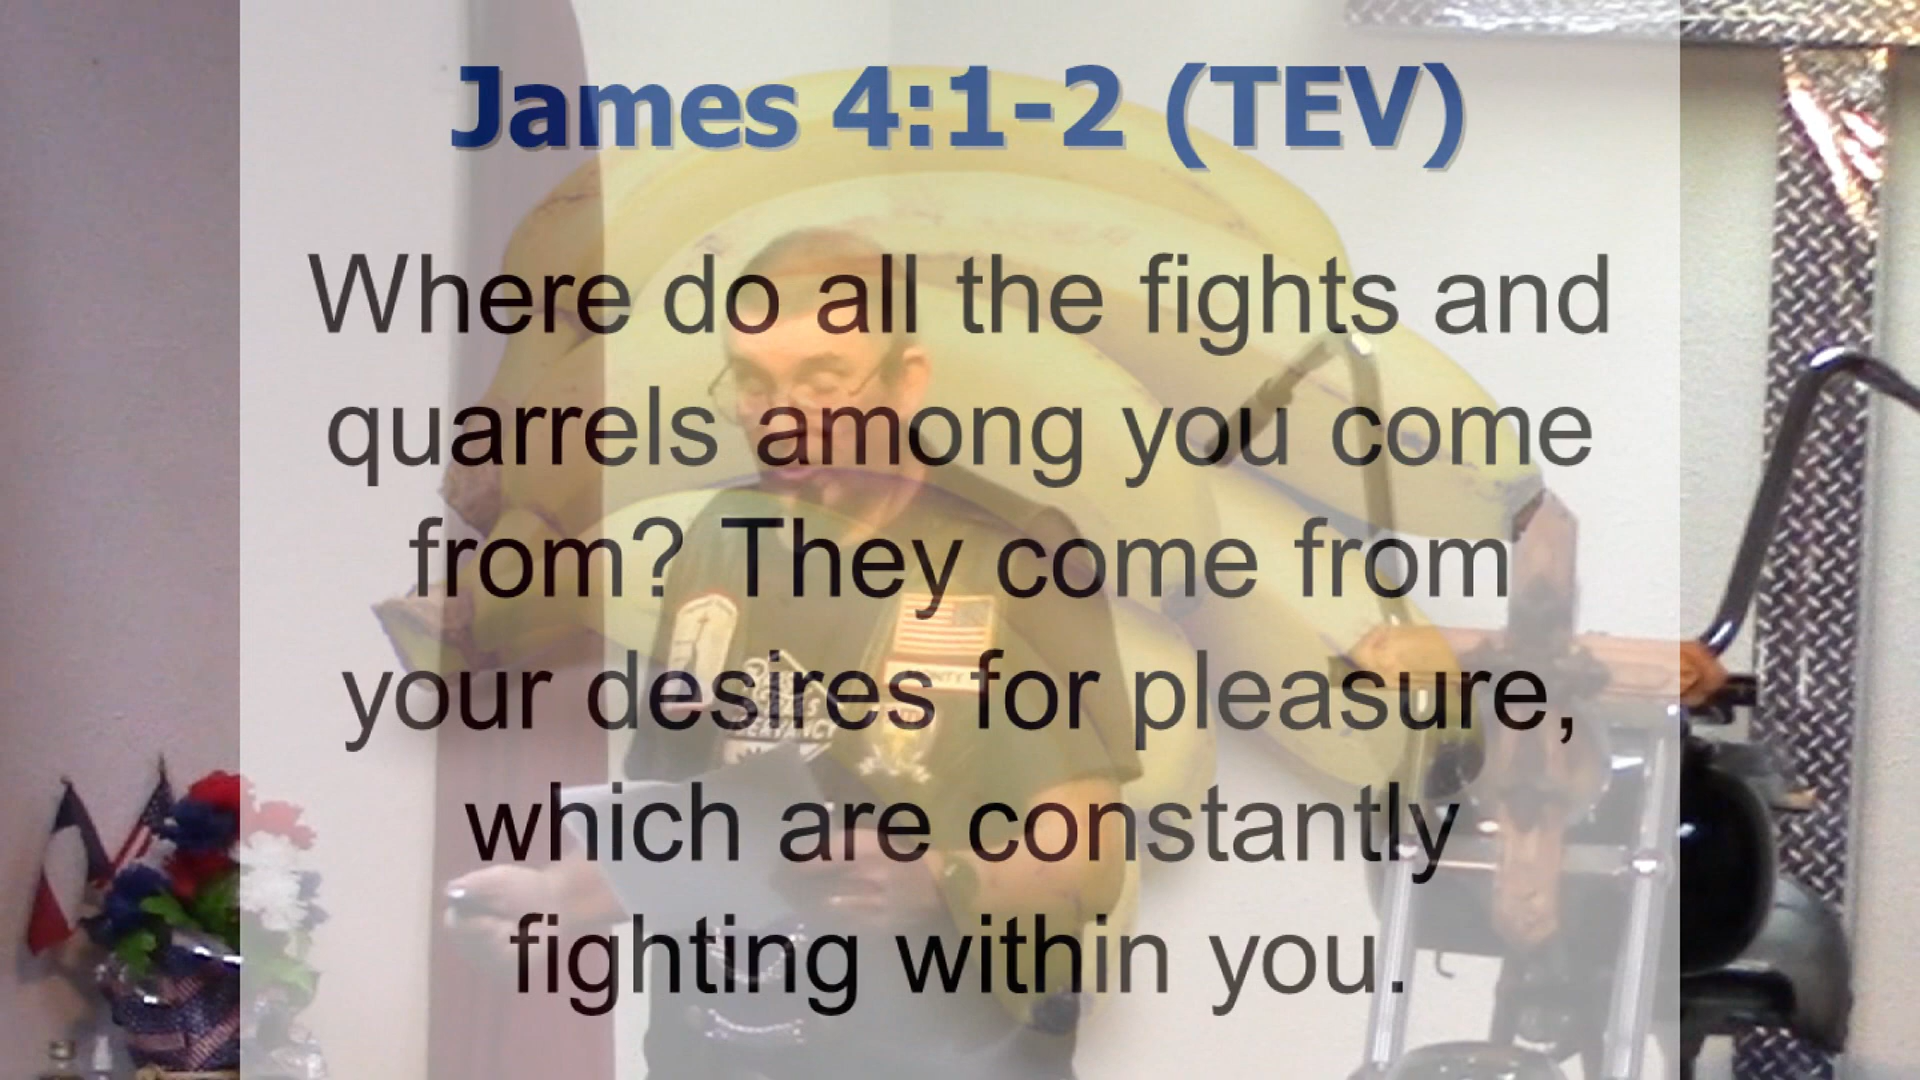 James 4:1-2 (TEV)
Where do all the fights and
quarrels among you come
from? They come from
your desires for pleasure,
which are constantly
fighting within you.